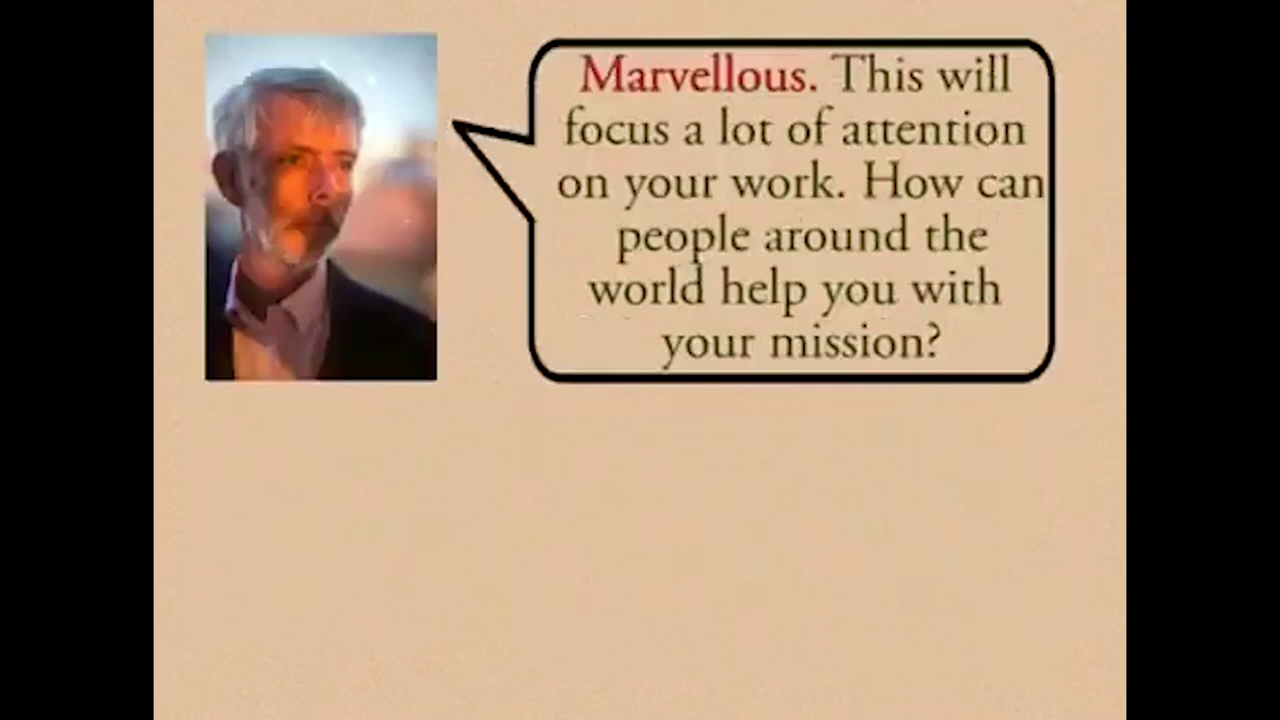 Marvellous. This will
focus a lot of attention
on your work. How can
people around the
world help you with
your mission?